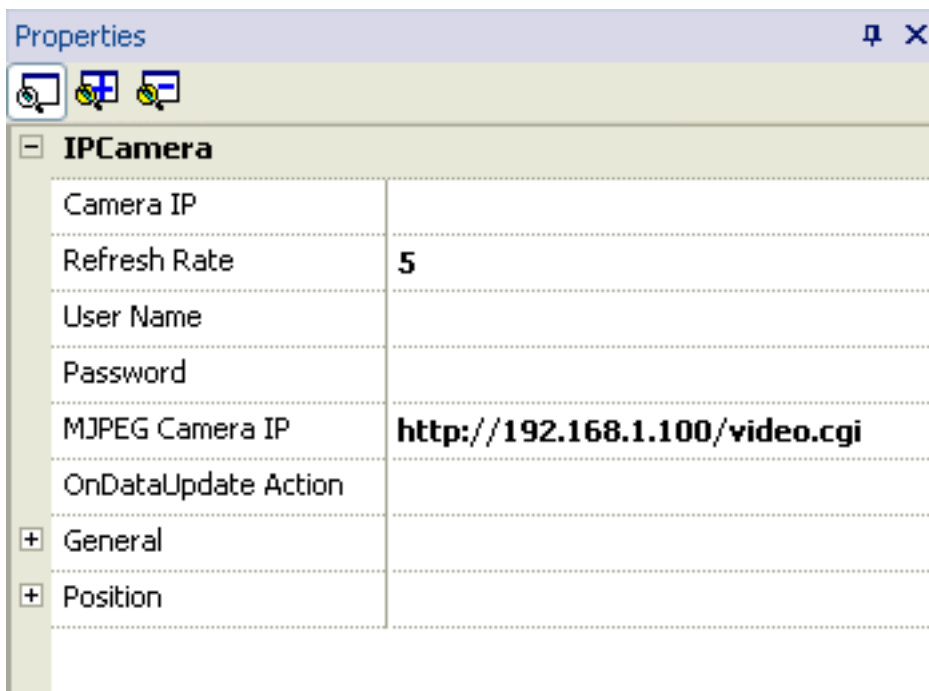 Properties
IPCamera
Camera IP
Refresh Rate 5
User Name
Password
MJPEG Camera IP http://192.168.1.100/video.cgi
OnDataUpdate Action
General
Position